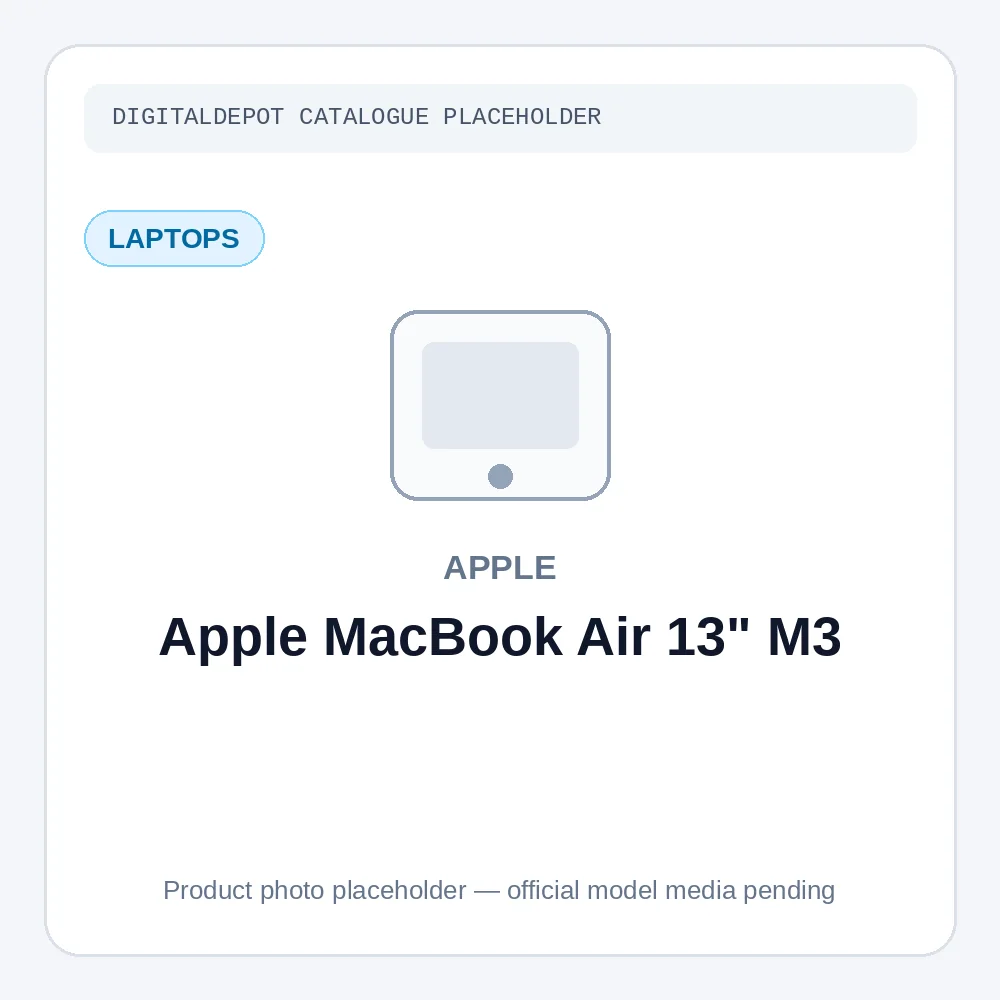 DIGITALDEPOT CATALOGUE PLACEHOLDER
LAPTOPS
APPLE
Apple MacBook Air 13" M3
Product photo placeholder — official model media pending